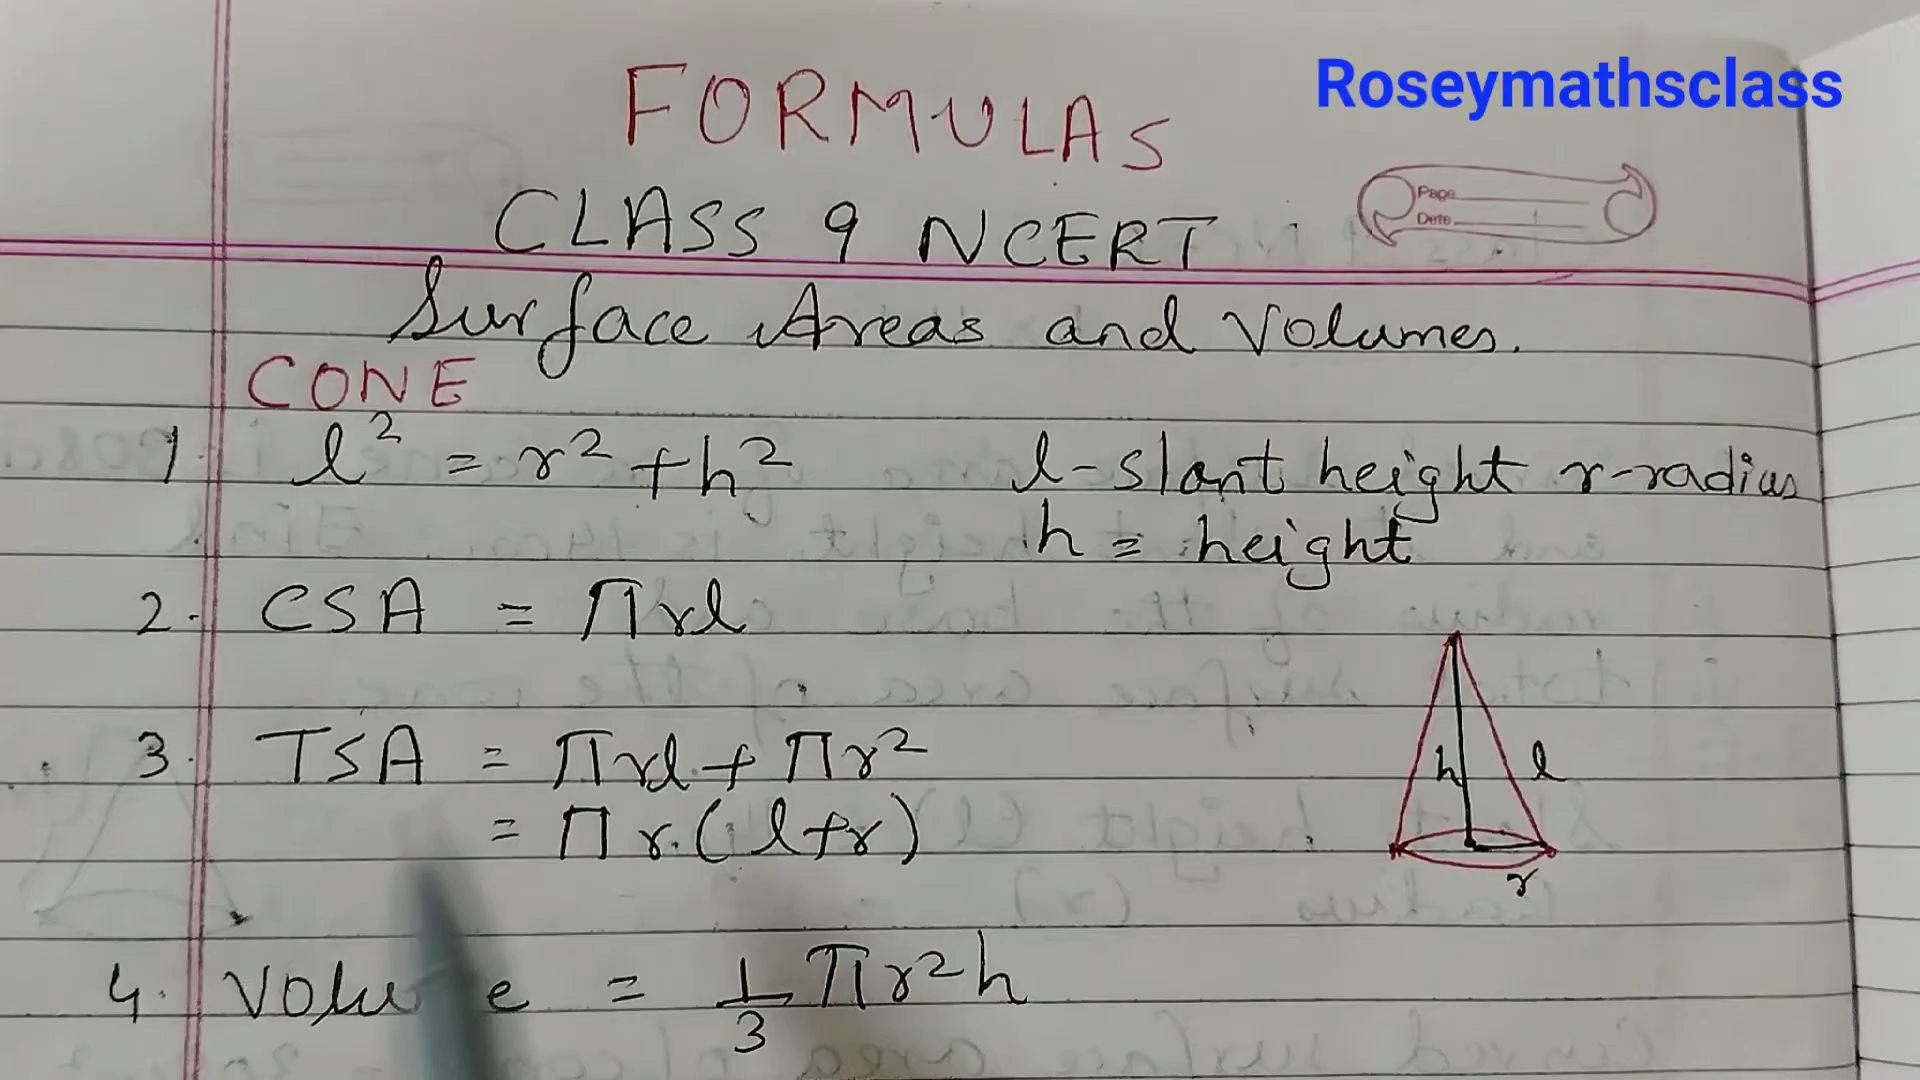 Roseymathsclass
FORMULAS
Page
Date
CLASS 9 NCERT
Surface Areas and Volumes.
CONE
1. l² = r² + h² l - slant height r - radius
h = height
2. CSA = πrl
3. TSA = πrl + πr²
= πr.(l+r)
h l
r
4. Volu e = 1/3 πr²h